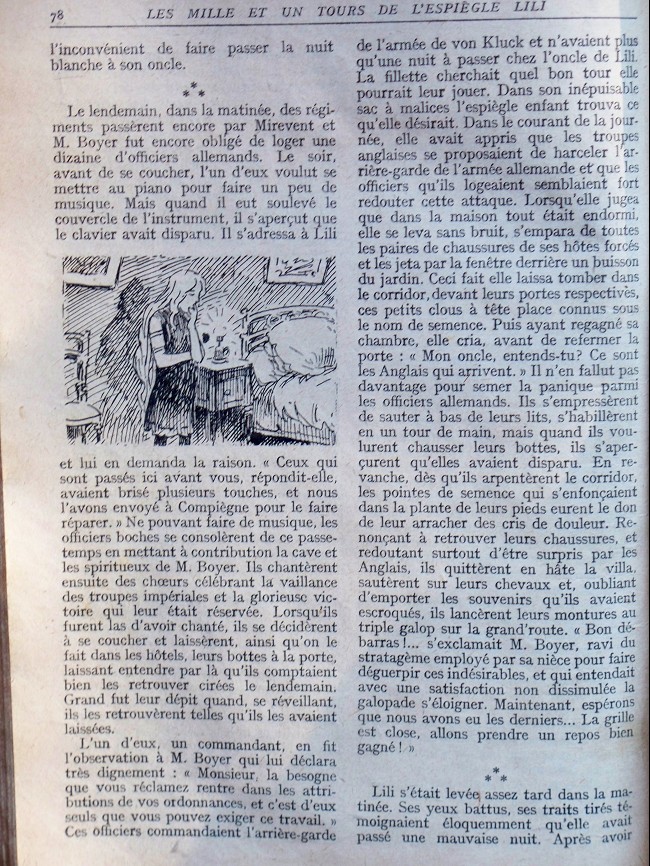 78
LES MILLE ET UN TOURS DE L'ESPIÈGLE LILI
l'inconvénient de faire passer la nuit
blanche à son oncle.
* * *
Le lendemain, dans la matinée, des régi-
ments passèrent encore par Mirevent et
M. Boyer fut encore obligé de loger une
dizaine d'officiers allemands. Le soir,
avant de se coucher, l'un d'eux voulut se
mettre au piano pour faire un peu de
musique. Mais quand il eut soulevé le
couvercle de l'instrument, il s'aperçut que
le clavier avait disparu. Il s'adressa à Lili
et lui en demanda la raison. « Ceux qui
sont passés ici avant vous, répondit-elle,
avaient brisé plusieurs touches, et nous
l'avons envoyé à Compiègne pour le faire
réparer. » Ne pouvant faire de musique, les
officiers boches se consolèrent de ce passe-
temps en mettant à contribution la cave et
les spiritueux de M. Boyer. Ils chantèrent
ensuite des chœurs célébrant la vaillance
des troupes impériales et la glorieuse vic-
toire qui leur était réservée. Lorsqu'ils
furent las d'avoir chanté, ils se décidèrent
à se coucher et laissèrent, ainsi qu'on le
fait dans les hôtels, leurs bottes à la porte,
laissant entendre par là qu'ils comptaient
bien les retrouver cirées le lendemain.
Grand fut leur dépit quand, se réveillant,
ils les retrouvèrent telles qu'ils les avaient
laissées.
L'un d'eux, un commandant, en fit
l'observation à M. Boyer qui lui déclara
très dignement : « Monsieur, la besogne
que vous réclamez rentre dans les attri-
butions de vos ordonnances, et c'est d'eux
seuls que vous pouvez exiger ce travail. »
Ces officiers commandaient l'arrière-garde
de l'armée de von Kluck et n'avaient plus
qu'une nuit à passer chez l'oncle de Lili.
La fillette cherchait quel bon tour elle
pourrait leur jouer. Dans son inépuisable
sac à malices l'espiègle enfant trouva ce
qu'elle désirait. Dans le courant de la jour-
née, elle avait appris que les troupes
anglaises se proposaient de harceler l'ar-
rière-garde de l'armée allemande et que les
officiers qu'ils logeaient semblaient fort
redouter cette attaque. Lorsqu'elle jugea
que dans la maison tout était endormi,
elle se leva sans bruit, s'empara de toutes
les paires de chaussures de ses hôtes forcés
et les jeta par la fenêtre derrière un buisson
du jardin. Ceci fait elle laissa tomber dans
le corridor, devant leurs portes respectives,
ces petits clous à tête place connus sous
le nom de semence. Puis ayant regagné sa
chambre, elle cria, avant de refermer la
porte : « Mon oncle, entends-tu? Ce sont
les Anglais qui arrivent. » Il n'en fallut pas
davantage pour semer la panique parmi
les officiers allemands. Ils s'empressèrent
de sauter à bas de leurs lits, s'habillèrent
en un tour de main, mais quand ils vou-
lurent chausser leurs bottes, ils s'aper-
çurent qu'elles avaient disparu. En re-
vanche, dès qu'ils arpentèrent le corridor,
les pointes de semence qui s'enfonçaient
dans la plante de leurs pieds eurent le don
de leur arracher des cris de douleur. Re-
nonçant à retrouver leurs chaussures, et
redoutant surtout d'être surpris par les
Anglais, ils quittèrent en hâte la villa,
sautèrent sur leurs chevaux et, oubliant
d'emporter les souvenirs qu'ils avaient
escroqués, ils lancèrent leurs montures au
triple galop sur la grand'route. « Bon dé-
barras!... s'exclamait M. Boyer, ravi du
stratagème employé par sa nièce pour faire
déguerpir ces indésirables, et qui entendait
avec une satisfaction non dissimulée la
galopade s'éloigner. Maintenant, espérons
que nous avons eu les derniers... La grille
est close, allons prendre un repos bien
gagné! »
* * *
Lili s'était levée assez tard dans la ma-
tinée. Ses yeux battus, ses traits tirés té-
moignaient éloquemment qu'elle avait
passé une mauvaise nuit. Après avoir